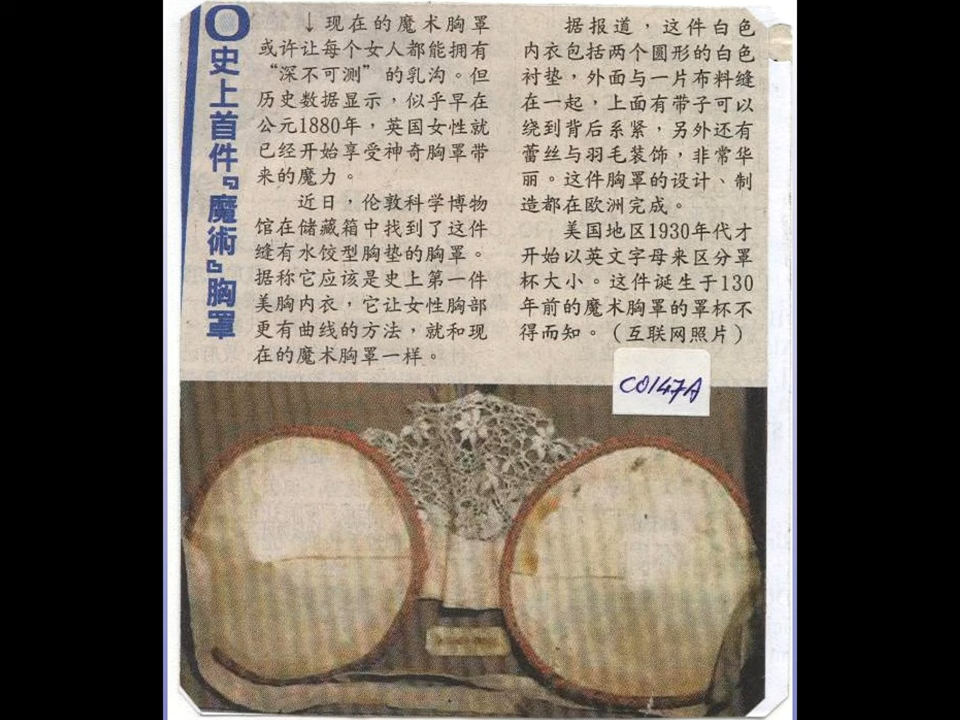 史上首件『魔術』胸罩
↓现在的魔术胸罩
或许让每个女人都能拥有
“深不可测”的乳沟。但
历史数据显示，似乎早在
公元1880年，英国女性就
已经开始享受神奇胸罩带
来的魔力。
近日，伦敦科学博物
馆在储藏箱中找到了这件
缝有水饺型胸垫的胸罩。
据称它应该是史上第一件
美胸内衣，它让女性胸部
更有曲线的方法，就和现
在的魔术胸罩一样。
据报道，这件白色
内衣包括两个圆形的白色
衬垫，外面与一片布料缝
在一起，上面有带子可以
绕到背后系紧，另外还有
蕾丝与羽毛装饰，非常华
丽。这件胸罩的设计、制
造都在欧洲完成。
美国地区1930年代才
开始以英文字母来区分罩
杯大小。这件诞生于130
年前的魔术胸罩的罩杯不
得而知。（互联网照片）
C0147A